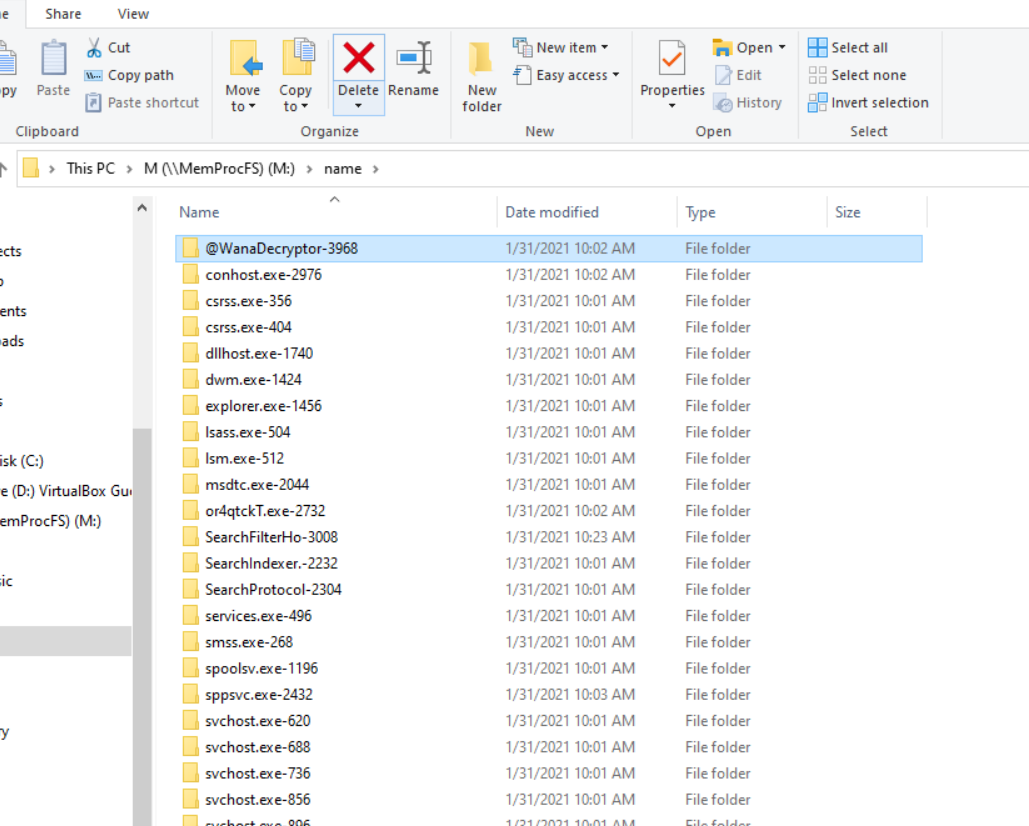 Share View
Cut
Copy path
Paste shortcut
Paste
Clipboard
Move to
Copy to
Delete
Rename
Organize
New folder
New item
Easy access
New
Properties
Open
Edit
History
Open
Select all
Select none
Invert selection
Select
This PC > M (\\MemProcFS) (M:) > name >
Name Date modified Type Size
@WanaDecryptor-3968 1/31/2021 10:02 AM File folder
conhost.exe-2976 1/31/2021 10:02 AM File folder
csrss.exe-356 1/31/2021 10:01 AM File folder
csrss.exe-404 1/31/2021 10:01 AM File folder
dllhost.exe-1740 1/31/2021 10:01 AM File folder
dwm.exe-1424 1/31/2021 10:01 AM File folder
explorer.exe-1456 1/31/2021 10:01 AM File folder
lsass.exe-504 1/31/2021 10:01 AM File folder
lsm.exe-512 1/31/2021 10:01 AM File folder
msdtc.exe-2044 1/31/2021 10:01 AM File folder
or4qtckT.exe-2732 1/31/2021 10:02 AM File folder
SearchFilterHo-3008 1/31/2021 10:23 AM File folder
SearchIndexer.-2232 1/31/2021 10:01 AM File folder
SearchProtocol-2304 1/31/2021 10:01 AM File folder
services.exe-496 1/31/2021 10:01 AM File folder
smss.exe-268 1/31/2021 10:01 AM File folder
spoolsv.exe-1196 1/31/2021 10:01 AM File folder
sppsvc.exe-2432 1/31/2021 10:03 AM File folder
svchost.exe-620 1/31/2021 10:01 AM File folder
svchost.exe-688 1/31/2021 10:01 AM File folder
svchost.exe-736 1/31/2021 10:01 AM File folder
svchost.exe-856 1/31/2021 10:01 AM File folder
svchost.exe-896 1/31/2021 10:01 AM File folder
ects
ents
oads
isk (C:)
e (D:) VirtualBox Gue
emProcFS) (M:)
sic